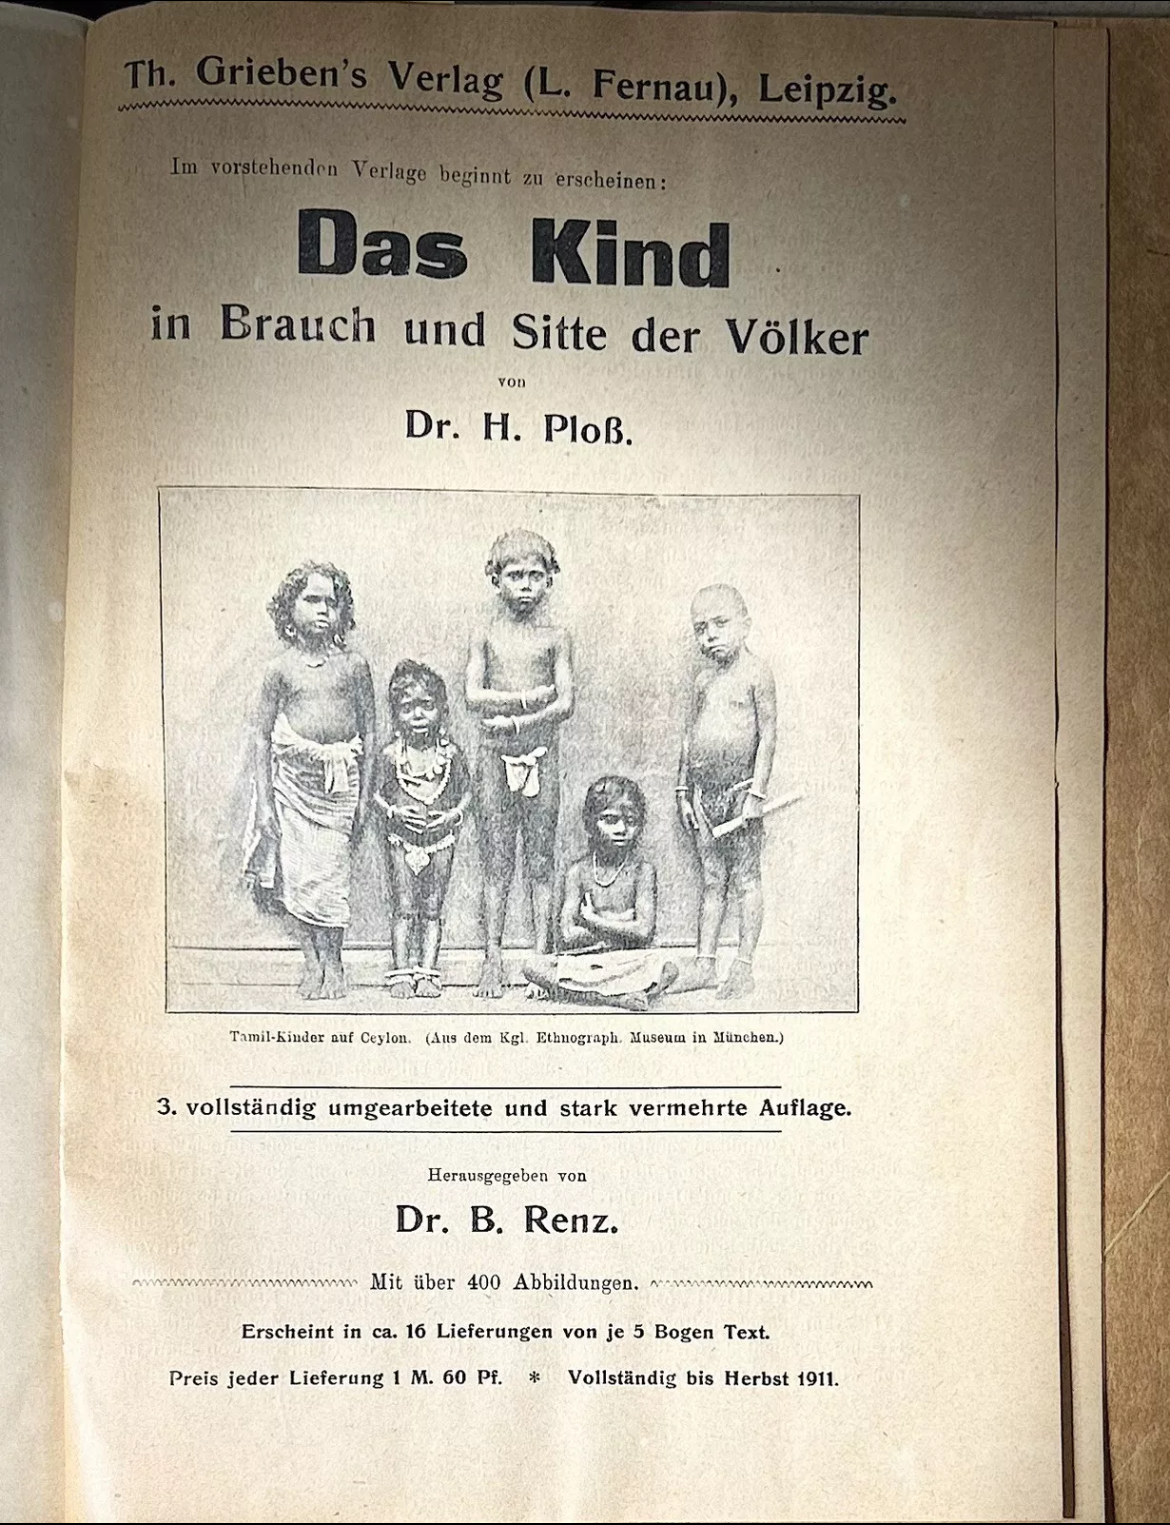 Th. Grieben's Verlag (L. Fernau), Leipzig.
Im vorstehenden Verlage beginnt zu erscheinen:
Das Kind
in Brauch und Sitte der Völker
von
Dr. H. Ploß.
Tamil-Kinder auf Ceylon. (Aus dem Kgl. Ethnograph. Museum in München.)
3. vollständig umgearbeitete und stark vermehrte Auflage.
Herausgegeben von
Dr. B. Renz.
Mit über 400 Abbildungen.
Erscheint in ca. 16 Lieferungen von je 5 Bogen Text.
Preis jeder Lieferung 1 M. 60 Pf. * Vollständig bis Herbst 1911.